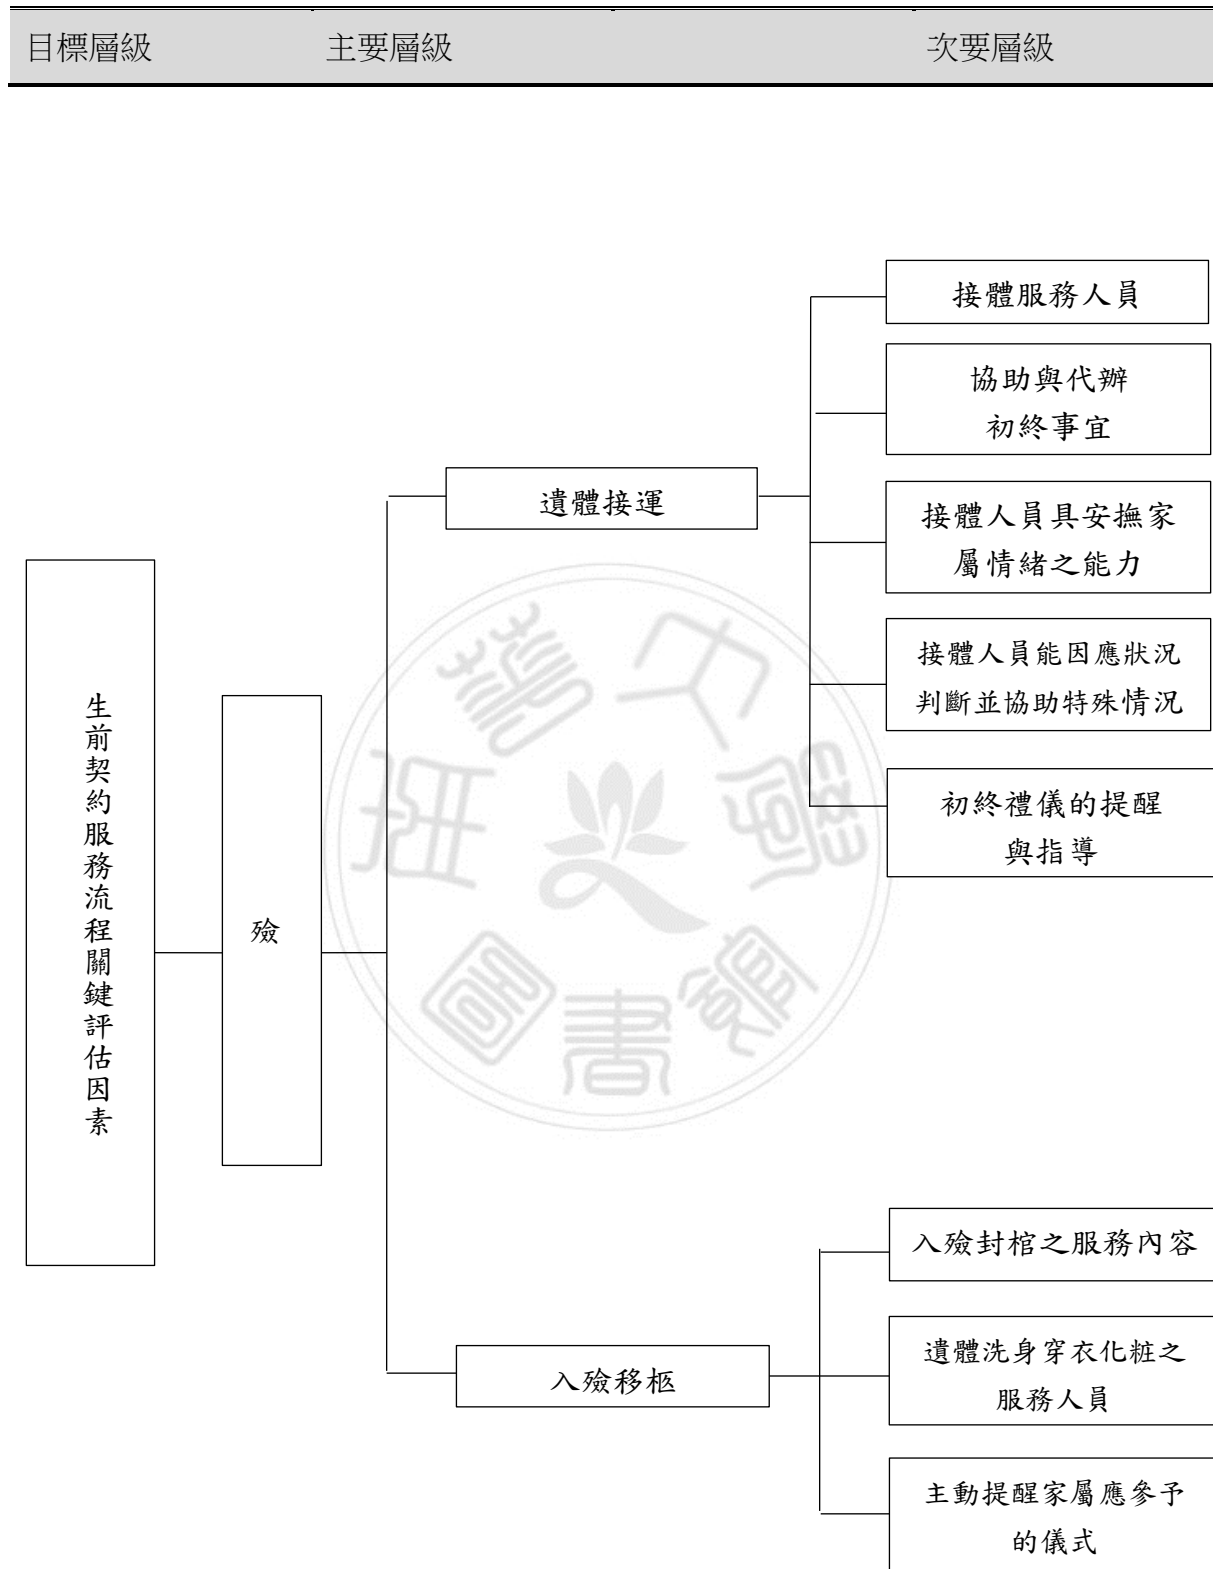 目標層級 主要層級 次要層級
接體服務人員
協助與代辦
初終事宜
遺體接運
接體人員具安撫家
屬情緒之能力
接體人員能因應狀況
判斷並協助特殊情況
初終禮儀的提醒
與指導
生前契約服務流程關鍵評估因素
殮
入殮封棺之服務內容
入殮移柩
遺體洗身穿衣化粧之
服務人員
主動提醒家屬應參予
的儀式